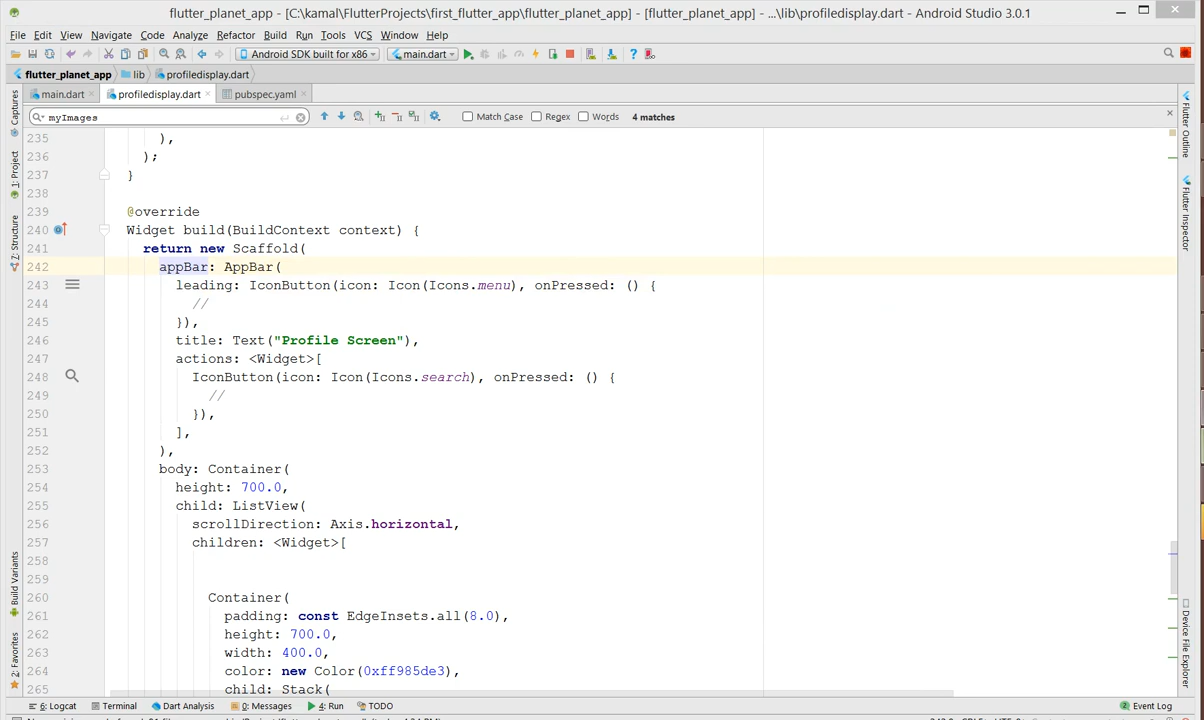 flutter_planet_app - [C:\kamal\FlutterProjects\first_flutter_app\flutter_planet_app] - [flutter_planet_app] - ...\lib\profiledisplay.dart - Android Studio 3.0.1
File Edit View Navigate Code Analyze Refactor Build Run Tools VCS Window Help
Android SDK built for x86 main.dart
flutter_planet_app lib profiledisplay.dart
main.dart profiledisplay.dart pubspec.yaml
myImages Match Case Regex Words 4 matches
235 ),
236 );
237 }
238
239 @override
240 Widget build(BuildContext context) {
241 return new Scaffold(
242 appBar: AppBar(
243 leading: IconButton(icon: Icon(Icons.menu), onPressed: () {
244 //
245 }),
246 title: Text("Profile Screen"),
247 actions: <Widget>[
248 IconButton(icon: Icon(Icons.search), onPressed: () {
249 //
250 }),
251 ],
252 ),
253 body: Container(
254 height: 700.0,
255 child: ListView(
256 scrollDirection: Axis.horizontal,
257 children: <Widget>[
258
259
260 Container(
261 padding: const EdgeInsets.all(8.0),
262 height: 700.0,
263 width: 400.0,
264 color: new Color(0xff985de3),
265 child: Stack(
Captures
1: Project
7: Structure
Build Variants
2: Favorites
Flutter Outline
Flutter Inspector
Device File Explorer
6: Logcat Terminal Dart Analysis 0: Messages 4: Run TODO Event Log